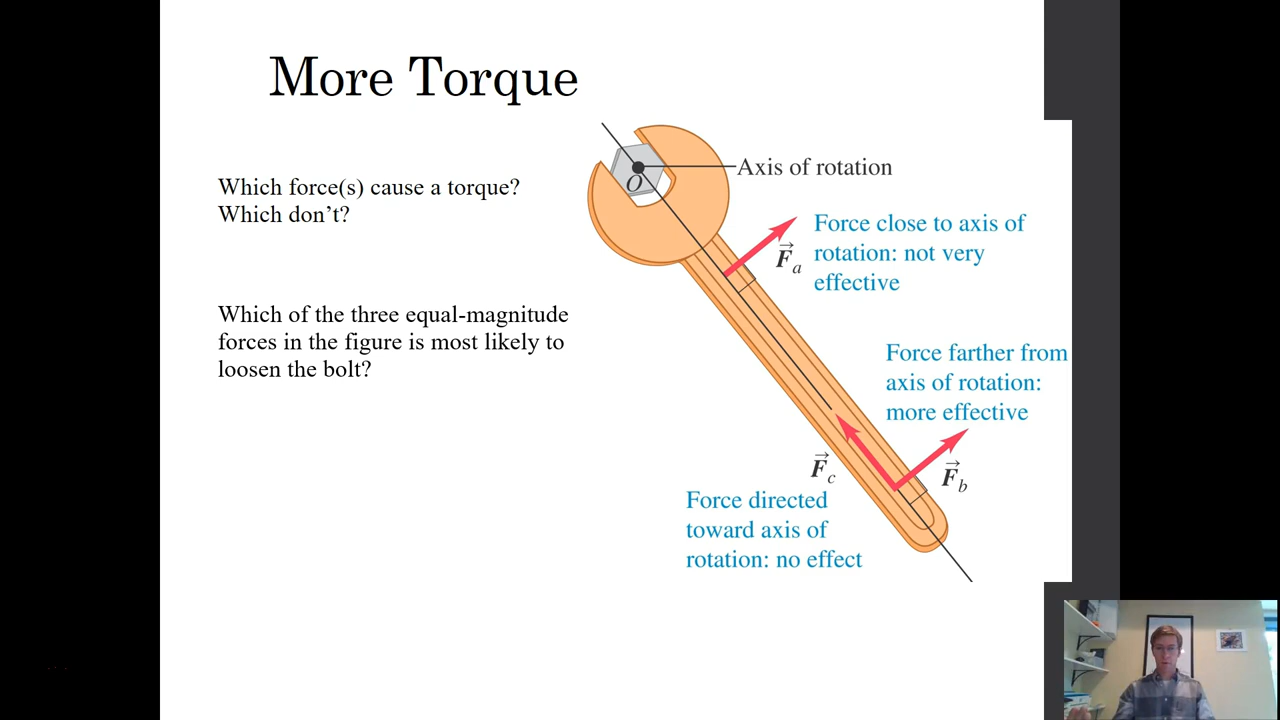 More Torque
Which force(s) cause a torque?
Which don’t?
Which of the three equal-magnitude
forces in the figure is most likely to
loosen the bolt?
O
Axis of rotation
Force close to axis of
rotation: not very
effective
F⃗a
Force farther from
axis of rotation:
more effective
F⃗c
F⃗b
Force directed
toward axis of
rotation: no effect